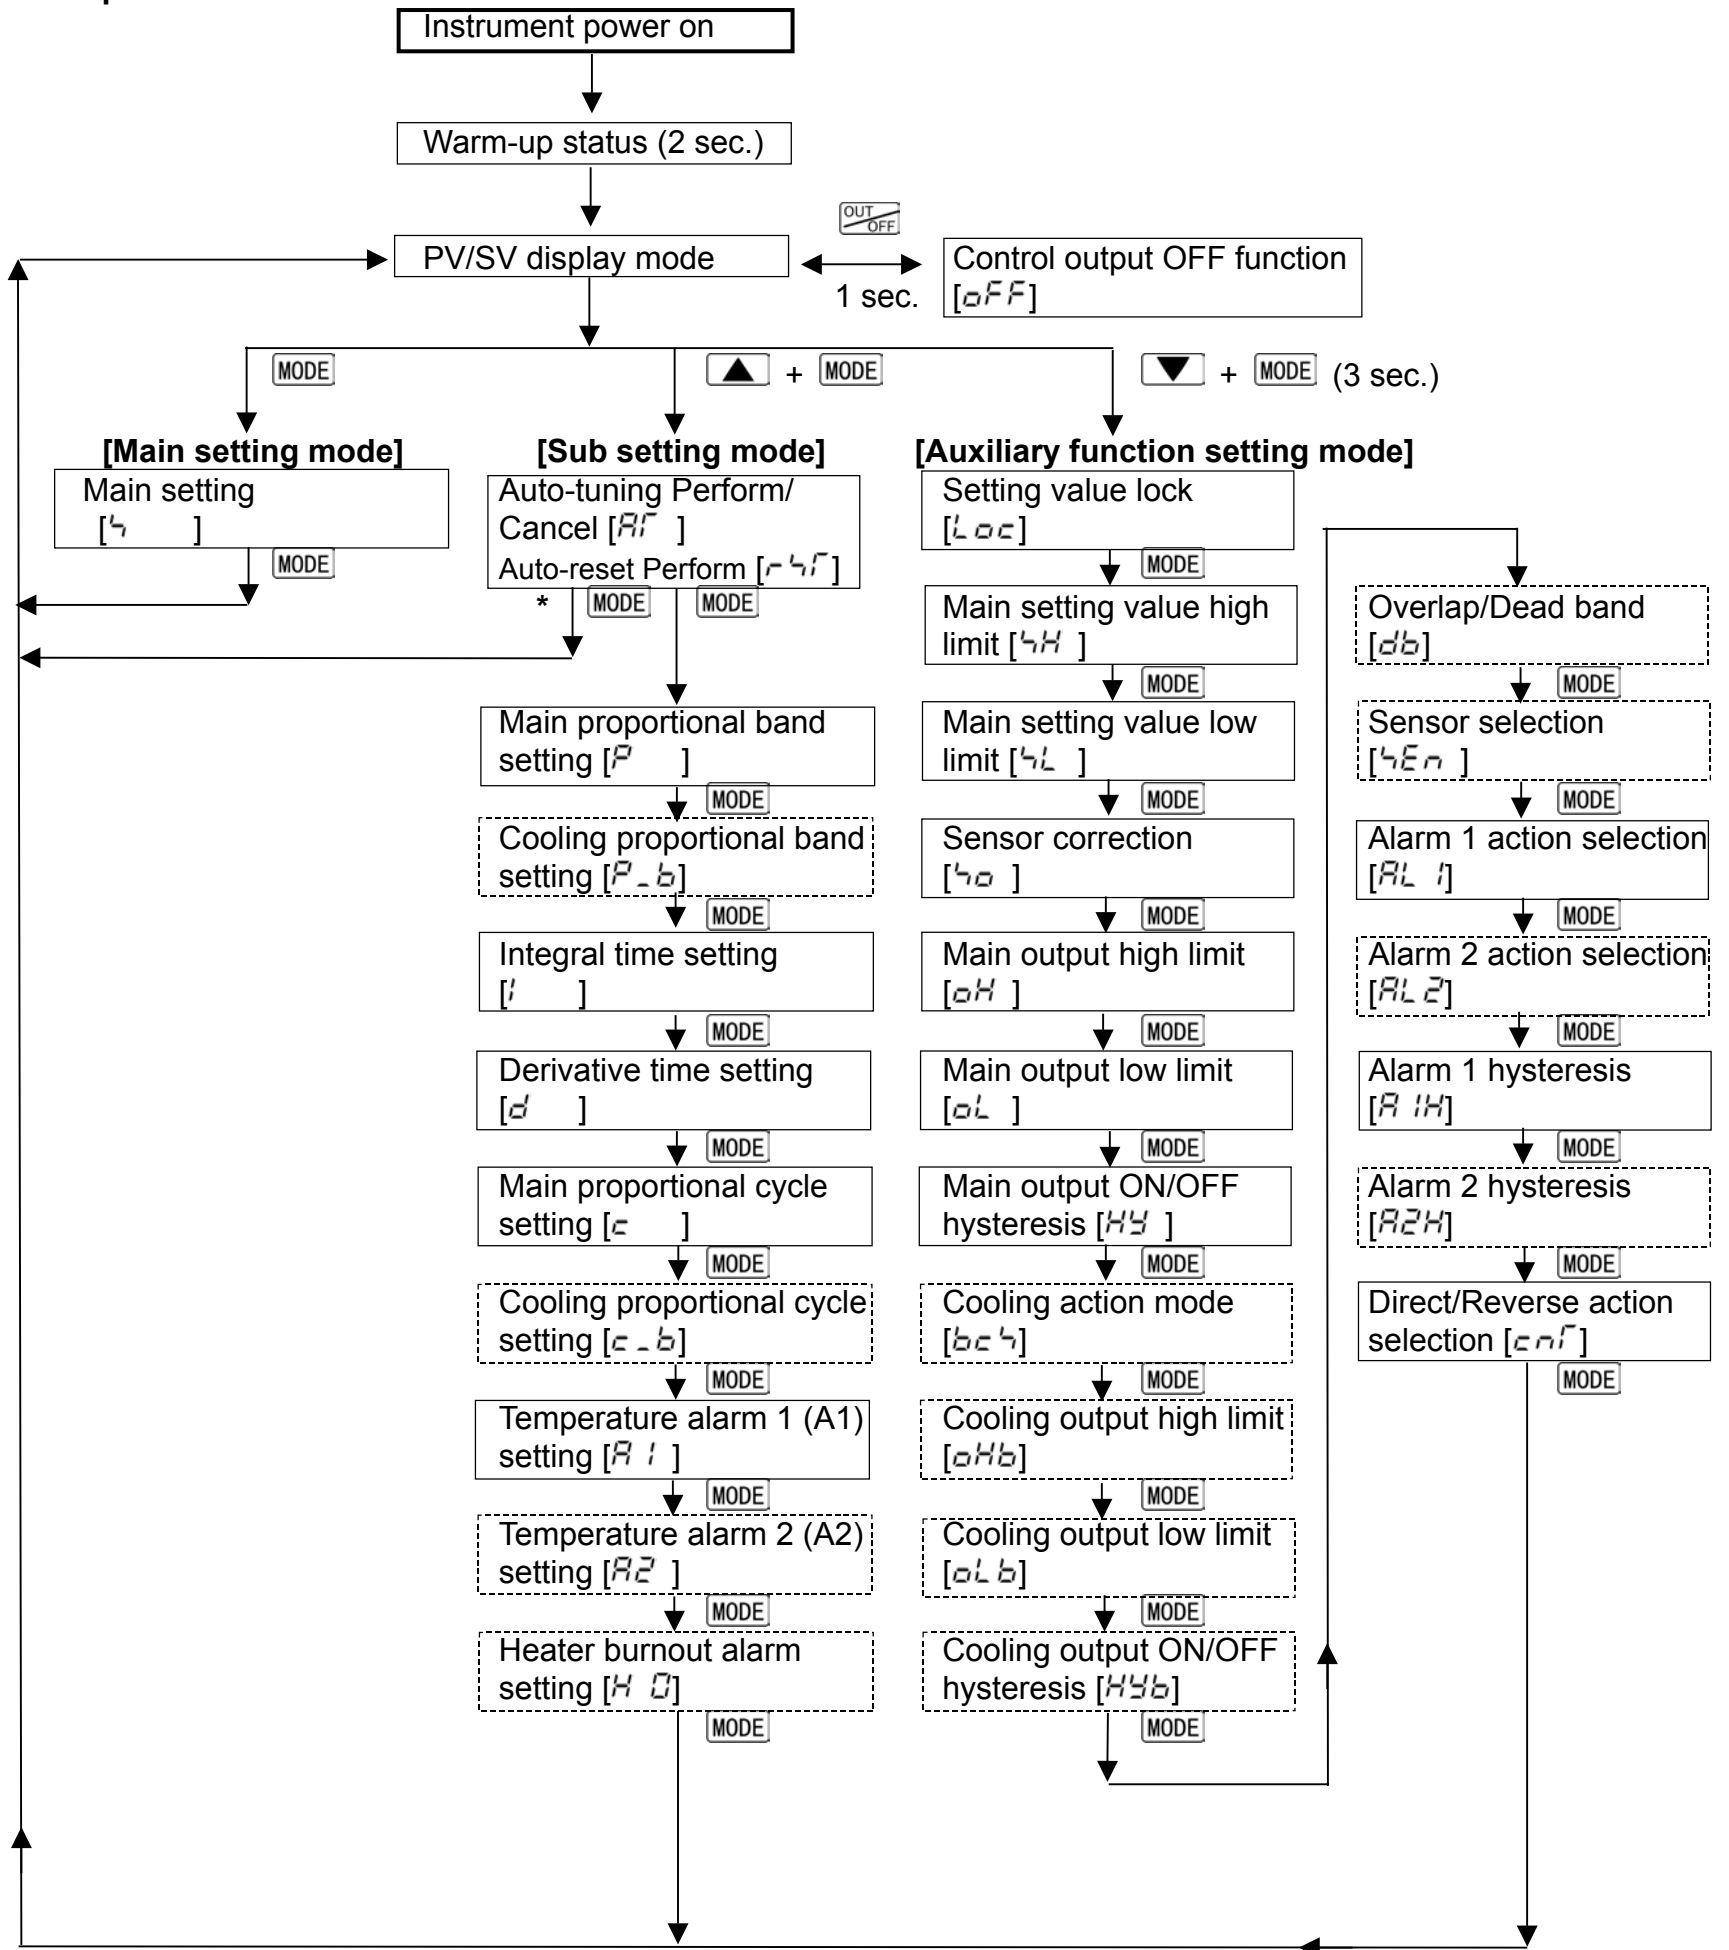 Instrument power on
Warm-up status (2 sec.)
OUT OFF
PV/SV display mode
1 sec.
Control output OFF function
[oFF]
MODE
▲ + MODE
▼ + MODE (3 sec.)
[Main setting mode]
Main setting
[ჯ ]
MODE
[Sub setting mode]
Auto-tuning Perform/
Cancel [AT ]
Auto-reset Perform [rST]
* MODE MODE
Main proportional band
setting [P ]
MODE
Cooling proportional band
setting [P_b]
MODE
Integral time setting
[I ]
MODE
Derivative time setting
[d ]
MODE
Main proportional cycle
setting [c ]
MODE
Cooling proportional cycle
setting [c_b]
MODE
Temperature alarm 1 (A1)
setting [A1 ]
MODE
Temperature alarm 2 (A2)
setting [A2 ]
MODE
Heater burnout alarm
setting [H 0]
MODE
[Auxiliary function setting mode]
Setting value lock
[Loc]
MODE
Main setting value high
limit [SH ]
MODE
Main setting value low
limit [SL ]
MODE
Sensor correction
[So ]
MODE
Main output high limit
[oH ]
MODE
Main output low limit
[oL ]
MODE
Main output ON/OFF
hysteresis [HY ]
MODE
Cooling action mode
[bcS]
MODE
Cooling output high limit
[oHb]
MODE
Cooling output low limit
[oLb]
MODE
Cooling output ON/OFF
hysteresis [HYb]
MODE
Overlap/Dead band
[db]
MODE
Sensor selection
[SEn ]
MODE
Alarm 1 action selection
[AL1]
MODE
Alarm 2 action selection
[AL2]
MODE
Alarm 1 hysteresis
[A1H]
MODE
Alarm 2 hysteresis
[A2H]
MODE
Direct/Reverse action
selection [cnT]
MODE